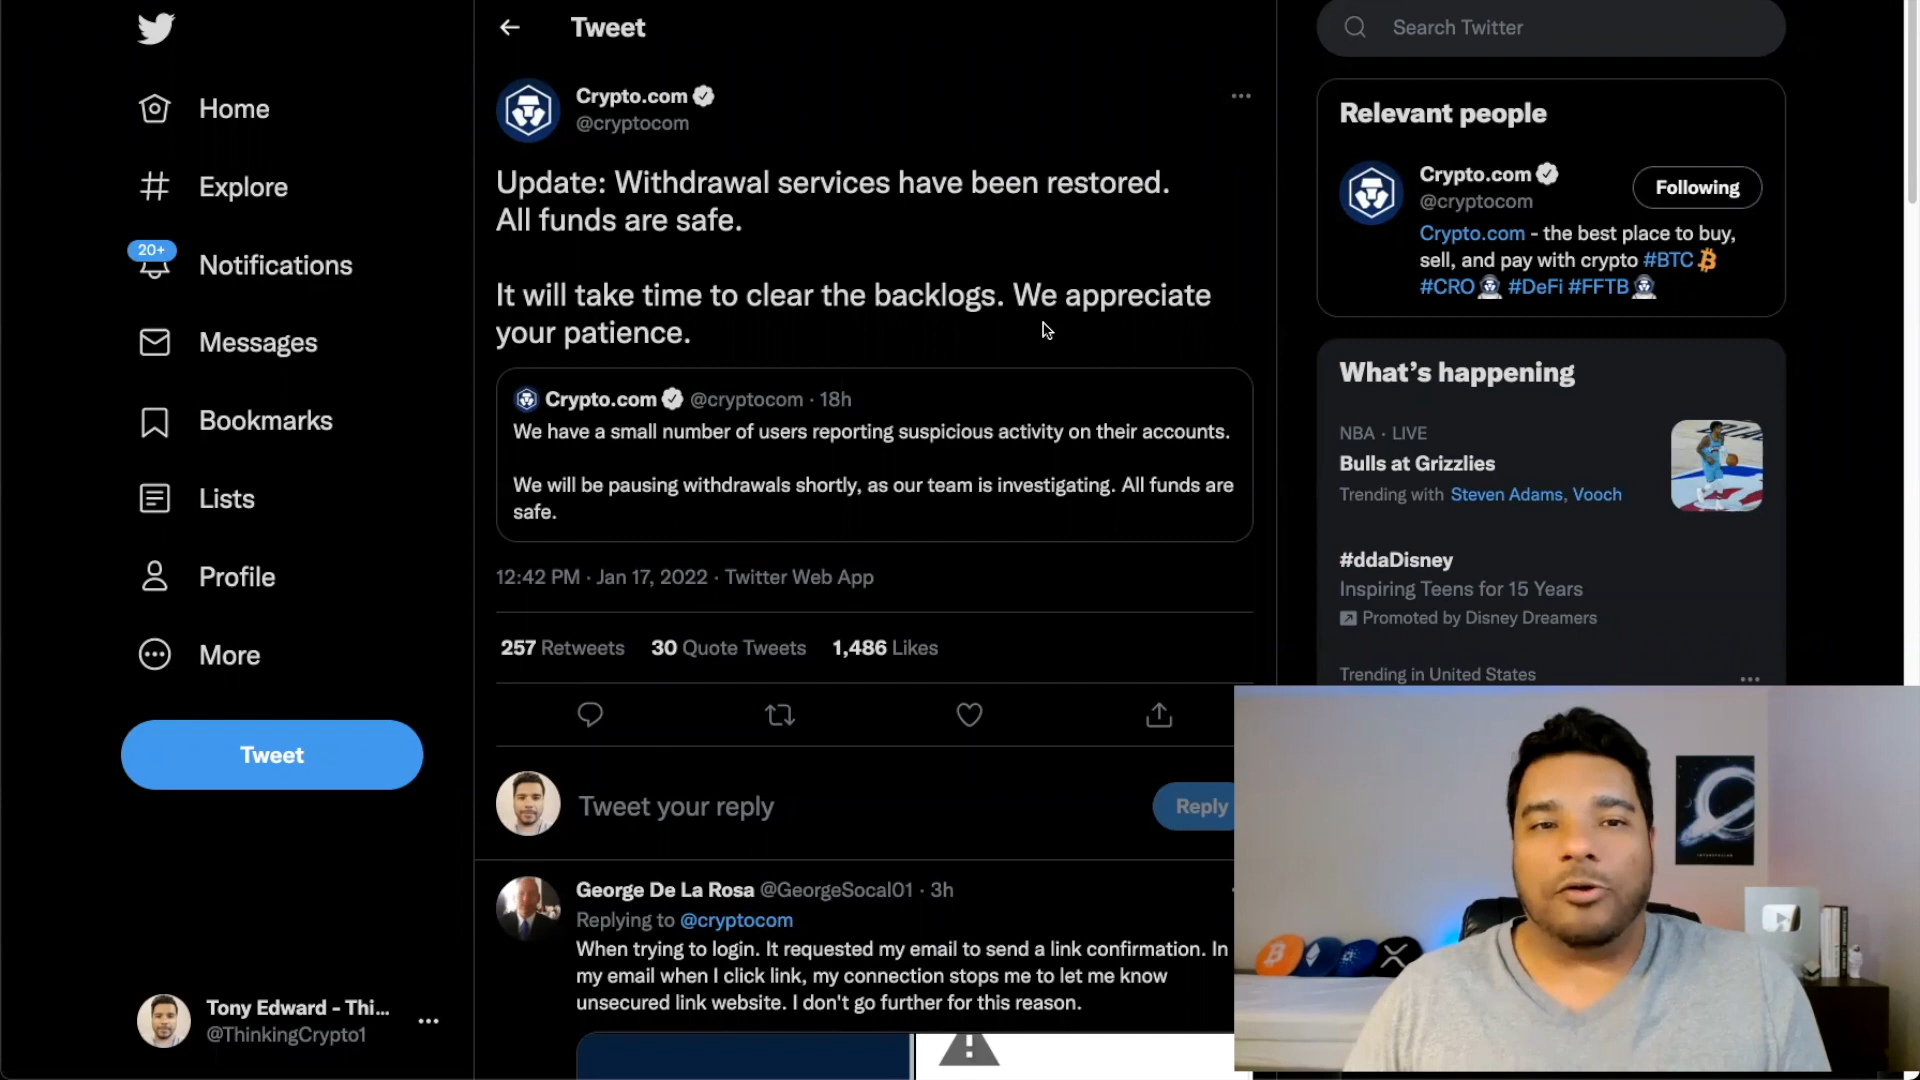 Home
Explore
20+
Notifications
Messages
Bookmarks
Lists
Profile
More
Tweet
Tony Edward - Thi...
@ThinkingCrypto1
Tweet
Crypto.com
@cryptocom
Update: Withdrawal services have been restored.
All funds are safe.
It will take time to clear the backlogs. We appreciate
your patience.
Crypto.com @cryptocom · 18h
We have a small number of users reporting suspicious activity on their accounts.
We will be pausing withdrawals shortly, as our team is investigating. All funds are
safe.
12:42 PM · Jan 17, 2022 · Twitter Web App
257 Retweets 30 Quote Tweets 1,486 Likes
Tweet your reply
Reply
George De La Rosa @GeorgeSocal01 · 3h
Replying to @cryptocom
When trying to login. It requested my email to send a link confirmation. In
my email when I click link, my connection stops me to let me know
unsecured link website. I don't go further for this reason.
Search Twitter
Relevant people
Crypto.com
@cryptocom
Following
Crypto.com - the best place to buy,
sell, and pay with crypto #BTC
#CRO #DeFi #FFTB
What's happening
NBA · LIVE
Bulls at Grizzlies
Trending with Steven Adams, Vooch
#ddaDisney
Inspiring Teens for 15 Years
Promoted by Disney Dreamers
Trending in United States
INTERSTELLAR